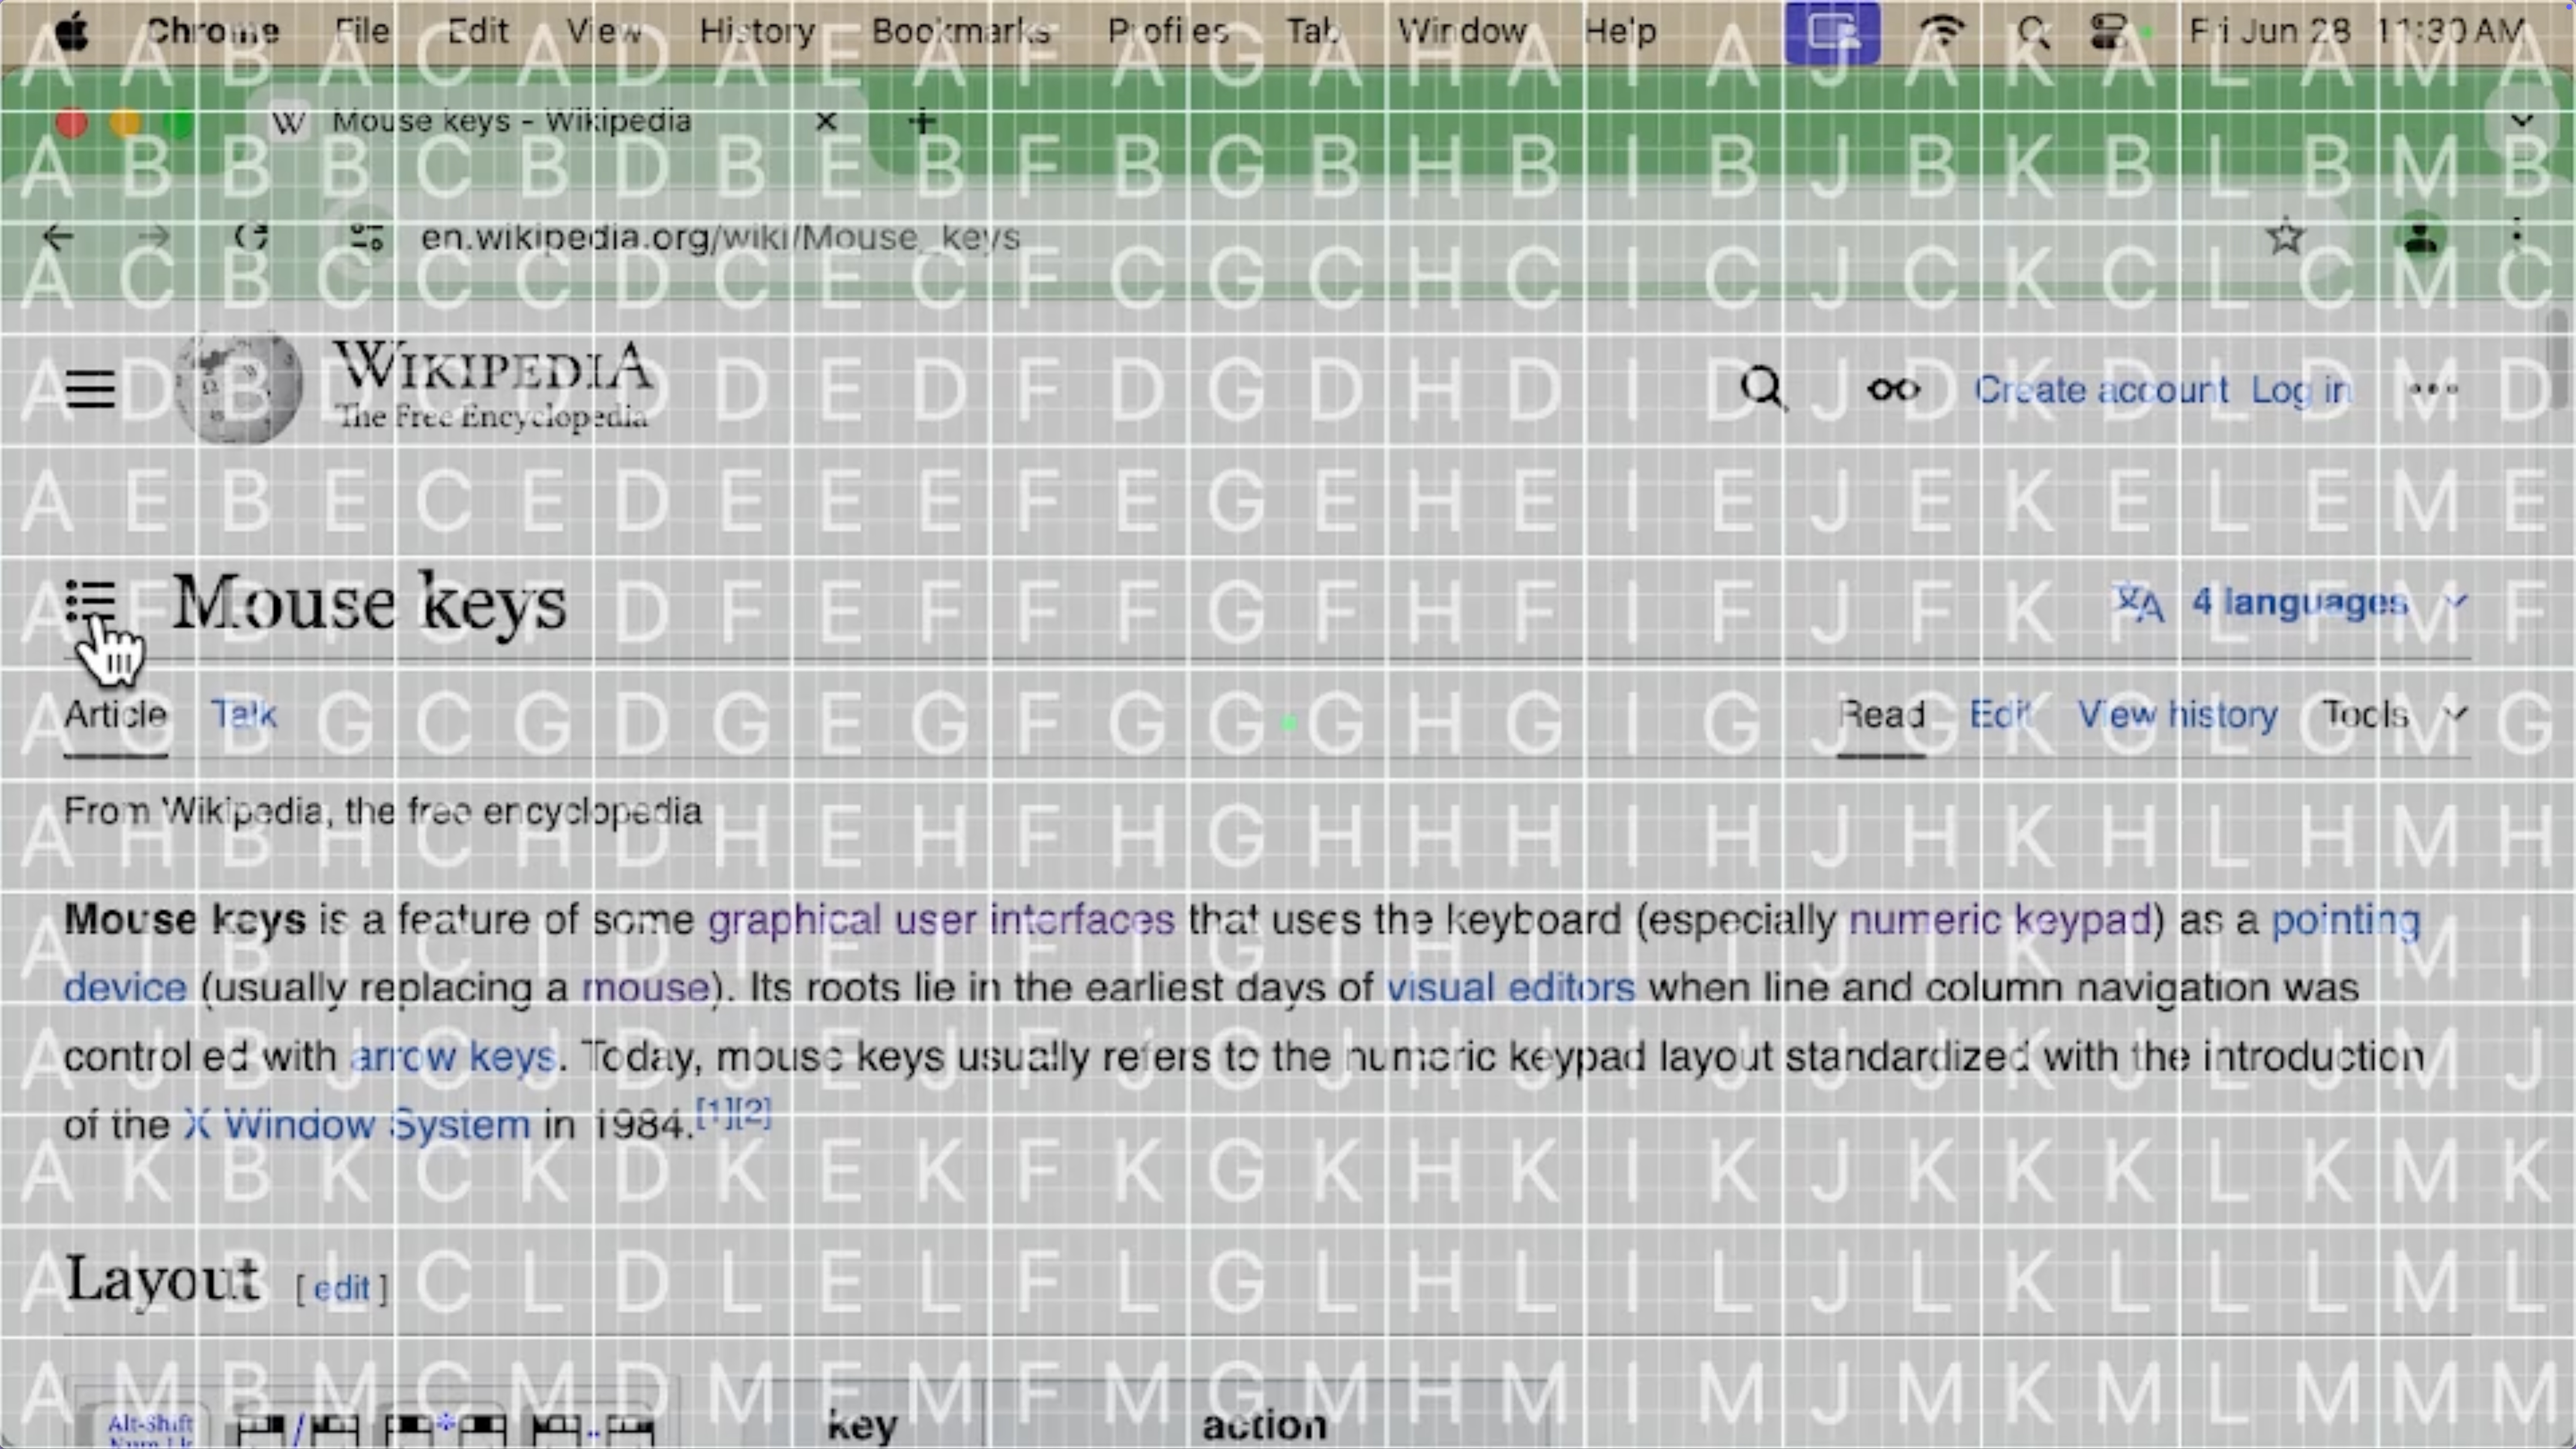 Chrome File Edit View History Bookmarks Profiles Tab Window Help Fri Jun 28 11:30 AM
A A B A C A D A E A F A G A H A I A J A K A L A M A
Mouse keys - Wikipedia
A B B B C B D B E B F B G B H B I B J B K B L B M B
en.wikipedia.org/wiki/Mouse_keys
A C B C C C D C E C F C G C H C I C J C K C L C M C
WIKIPEDIA
The Free Encyclopedia
Create account Log in
A D B D C D D D E D F D G D H D I D J D K D L D M D
A E B E C E D E E E F E G E H E I E J E K E L E M E
Mouse keys 4 languages
A F B F C F D F E F F F G F H F I F J F K F L F M F
Article Talk Read Edit View history Tools
A G B G C G D G E G F G G G H G I G J G K G L G M G
From Wikipedia, the free encyclopedia
A H B H C H D H E H F H G H H H I H J H K H L H M H
Mouse keys is a feature of some graphical user interfaces that uses the keyboard (especially numeric keypad) as a pointing
A I B I C I D I E I F I G I H I I I J I K I L I M I
device (usually replacing a mouse). Its roots lie in the earliest days of visual editors when line and column navigation was
controlled with arrow keys. Today, mouse keys usually refers to the numeric keypad layout standardized with the introduction
A J B J C J D J E J F J G J H J I J J J K J L J M J
of the X Window System in 1984.[1][2]
A K B K C K D K E K F K G K H K I K J K K K L K M K
Layout [ edit ]
A L B L C L D L E L F L G L H L I L J L K L L L M L
A M B M C M D M E M F M G M H M I M J M K M L M M M
Alt-Shift
key action